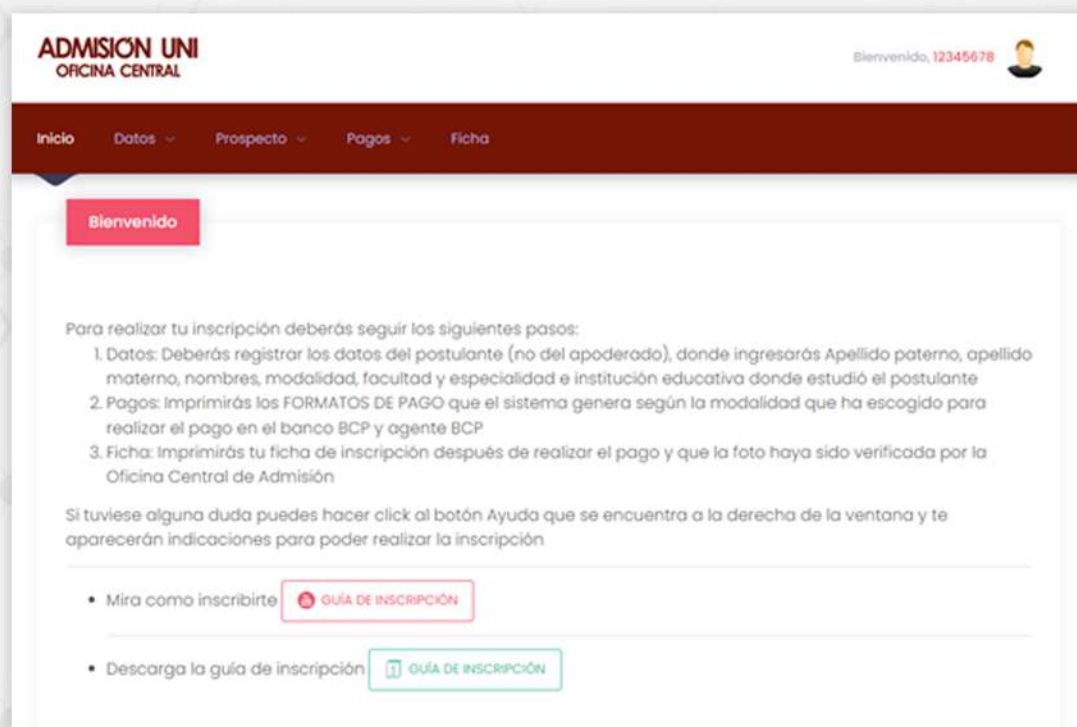 ADMISIÓN UNI
OFICINA CENTRAL
Bienvenido, 12345678
Inicio Datos Prospecto Pagos Ficha
Bienvenido
Para realizar tu inscripción deberás seguir los siguientes pasos:
1. Datos: Deberás registrar los datos del postulante (no del apoderado), donde ingresarás Apellido paterno, apellido
materno, nombres, modalidad, facultad y especialidad e institución educativa donde estudió el postulante
2. Pagos: Imprimirás los FORMATOS DE PAGO que el sistema genera según la modalidad que ha escogido para
realizar el pago en el banco BCP y agente BCP
3. Ficha: Imprimirás tu ficha de inscripción después de realizar el pago y que la foto haya sido verificada por la
Oficina Central de Admisión
Si tuviese alguna duda puedes hacer click al botón Ayuda que se encuentra a la derecha de la ventana y te
aparecerán indicaciones para poder realizar la inscripción
• Mira como inscribirte GUÍA DE INSCRIPCIÓN
• Descarga la guía de inscripción GUÍA DE INSCRIPCIÓN